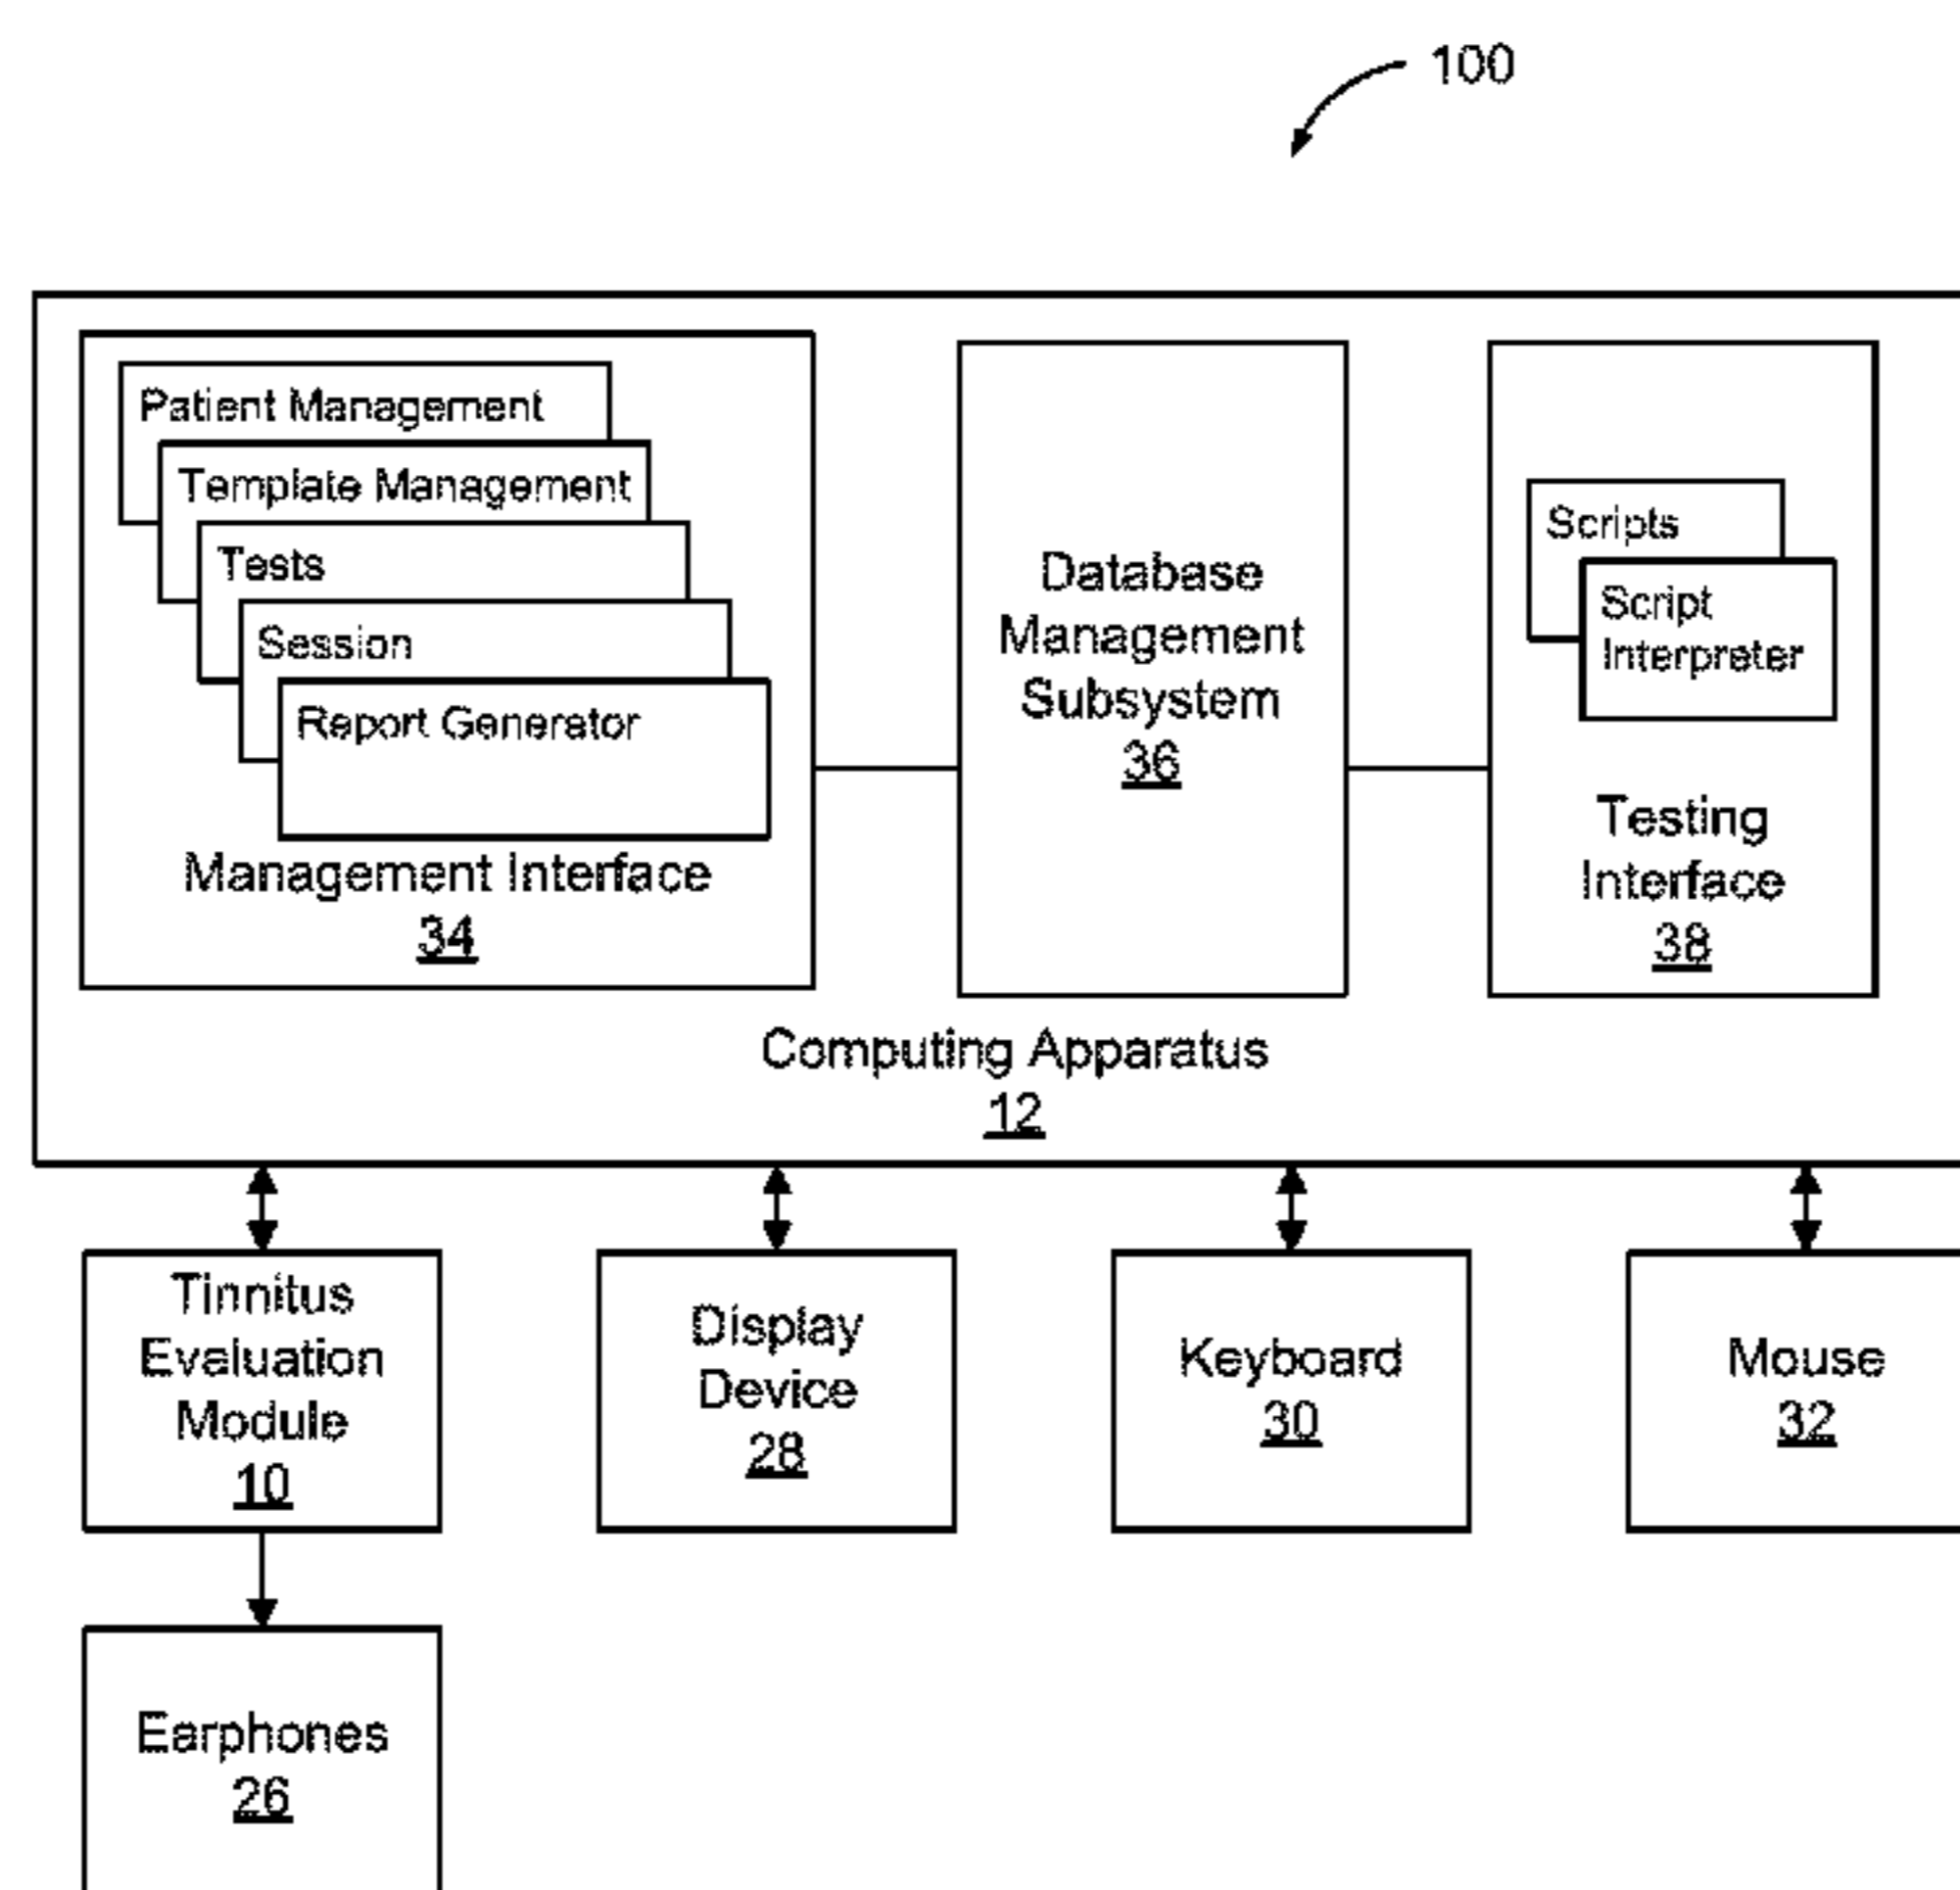 100
Patient Management
Template Management
Tests
Session
Report Generator
Management Interface
34
Database
Management
Subsystem
36
Scripts
Script
Interpreter
Testing
Interface
38
Computing Apparatus
12
Tinnitus
Evaluation
Module
10
Display
Device
28
Keyboard
30
Mouse
32
Earphones
26